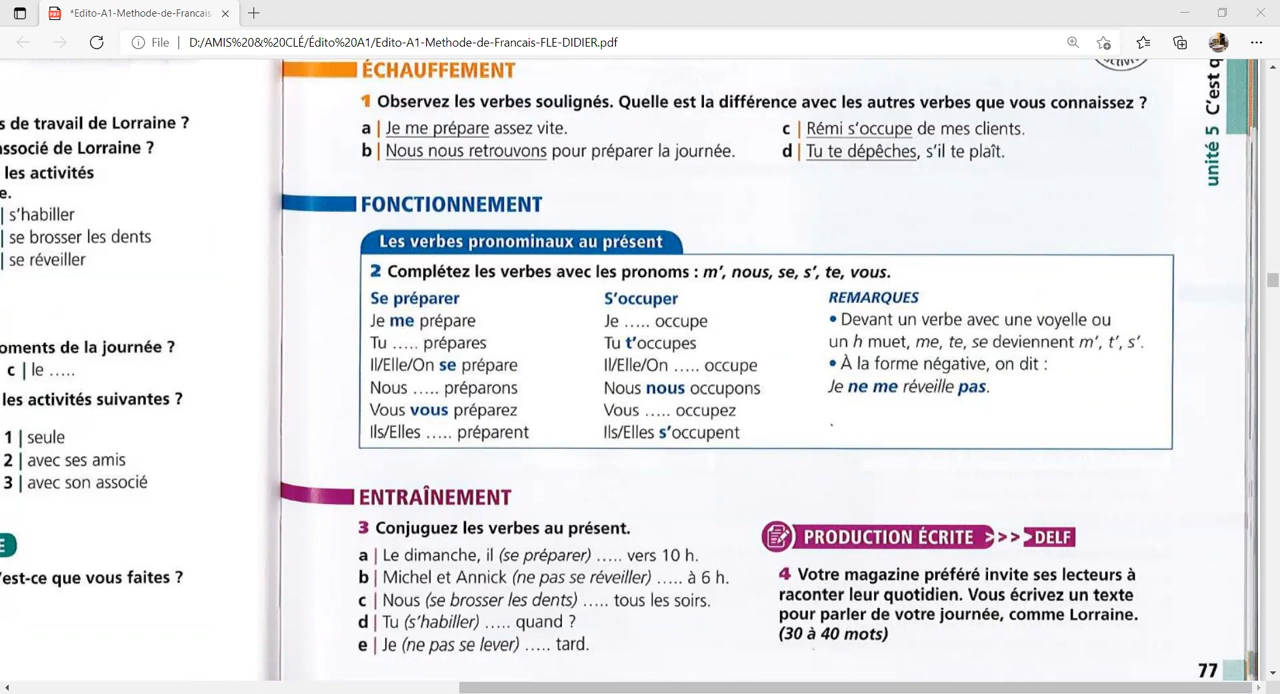 *Edito-A1-Methode-de-Francais
File | D:/AMIS%20&%20CLÉ/Édito%20A1/Edito-A1-Methode-de-Francais-FLE-DIDIER.pdf
s de travail de Lorraine ?
associé de Lorraine ?
les activités
e.
| s'habiller
| se brosser les dents
| se réveiller
oments de la journée ?
c | le .....
les activités suivantes ?
1 | seule
2 | avec ses amis
3 | avec son associé
E
'est-ce que vous faites ?
ÉCHAUFFEMENT
1 Observez les verbes soulignés. Quelle est la différence avec les autres verbes que vous connaissez ?
a | Je me prépare assez vite.
b | Nous nous retrouvons pour préparer la journée.
c | Rémi s'occupe de mes clients.
d | Tu te dépêches, s'il te plaît.
FONCTIONNEMENT
Les verbes pronominaux au présent
2 Complétez les verbes avec les pronoms : m', nous, se, s', te, vous.
Se préparer
Je me prépare
Tu ..... prépares
Il/Elle/On se prépare
Nous ..... préparons
Vous vous préparez
Ils/Elles ..... préparent
S'occuper
Je ..... occupe
Tu t'occupes
Il/Elle/On ..... occupe
Nous nous occupons
Vous ..... occupez
Ils/Elles s'occupent
REMARQUES
• Devant un verbe avec une voyelle ou
un h muet, me, te, se deviennent m', t', s'.
• À la forme négative, on dit :
Je ne me réveille pas.
ENTRAÎNEMENT
3 Conjuguez les verbes au présent.
a | Le dimanche, il (se préparer) ..... vers 10 h.
b | Michel et Annick (ne pas se réveiller) ..... à 6 h.
c | Nous (se brosser les dents) ..... tous les soirs.
d | Tu (s'habiller) ..... quand ?
e | Je (ne pas se lever) ..... tard.
PRODUCTION ÉCRITE >>> DELF
4 Votre magazine préféré invite ses lecteurs à
raconter leur quotidien. Vous écrivez un texte
pour parler de votre journée, comme Lorraine.
(30 à 40 mots)
unité 5 C'est q
77